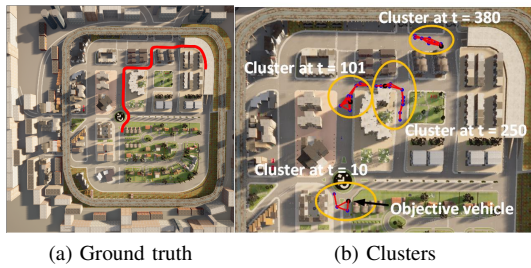 Cluster at t = 380
Cluster at t = 101
Cluster at t = 250
Cluster at t = 10
Objective vehicle
(a) Ground truth
(b) Clusters